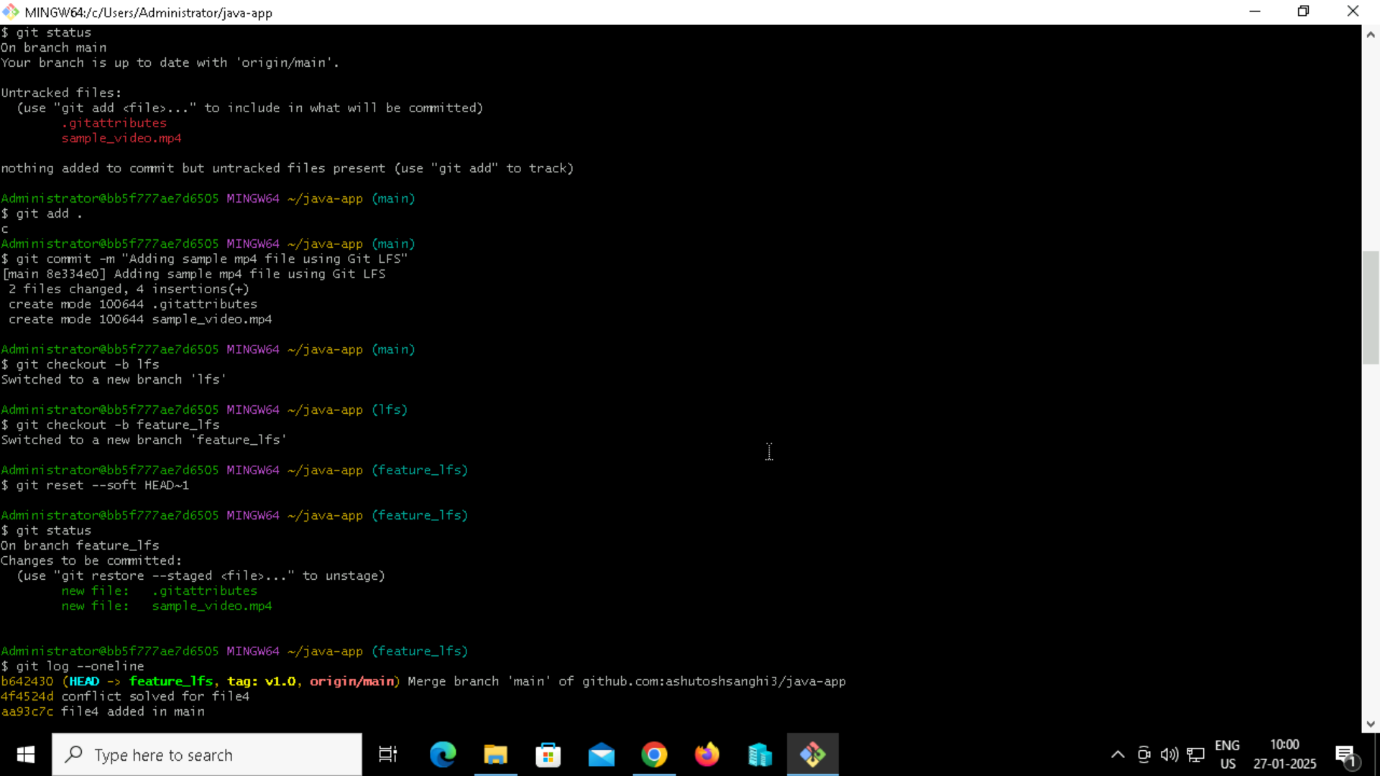 MINGW64:/c/Users/Administrator/java-app
$ git status
On branch main
Your branch is up to date with 'origin/main'.
Untracked files:
(use "git add <file>..." to include in what will be committed)
.gitattributes
sample_video.mp4
nothing added to commit but untracked files present (use "git add" to track)
Administrator@bb5f777ae7d6505 MINGW64 ~/java-app (main)
$ git add .
c
Administrator@bb5f777ae7d6505 MINGW64 ~/java-app (main)
$ git commit -m "Adding sample mp4 file using Git LFS"
[main 8e334e0] Adding sample mp4 file using Git LFS
2 files changed, 4 insertions(+)
create mode 100644 .gitattributes
create mode 100644 sample_video.mp4
Administrator@bb5f777ae7d6505 MINGW64 ~/java-app (main)
$ git checkout -b lfs
Switched to a new branch 'lfs'
Administrator@bb5f777ae7d6505 MINGW64 ~/java-app (lfs)
$ git checkout -b feature_lfs
Switched to a new branch 'feature_lfs'
Administrator@bb5f777ae7d6505 MINGW64 ~/java-app (feature_lfs)
$ git reset --soft HEAD~1
Administrator@bb5f777ae7d6505 MINGW64 ~/java-app (feature_lfs)
$ git status
On branch feature_lfs
Changes to be committed:
(use "git restore --staged <file>..." to unstage)
new file:   .gitattributes
new file:   sample_video.mp4
Administrator@bb5f777ae7d6505 MINGW64 ~/java-app (feature_lfs)
$ git log --oneline
b642430 (HEAD -> feature_lfs, tag: v1.0, origin/main) Merge branch 'main' of github.com:ashutoshsanghi3/java-app
4f4524d conflict solved for file4
aa93c7c file4 added in main
Type here to search
ENG
US
10:00
27-01-2025
1